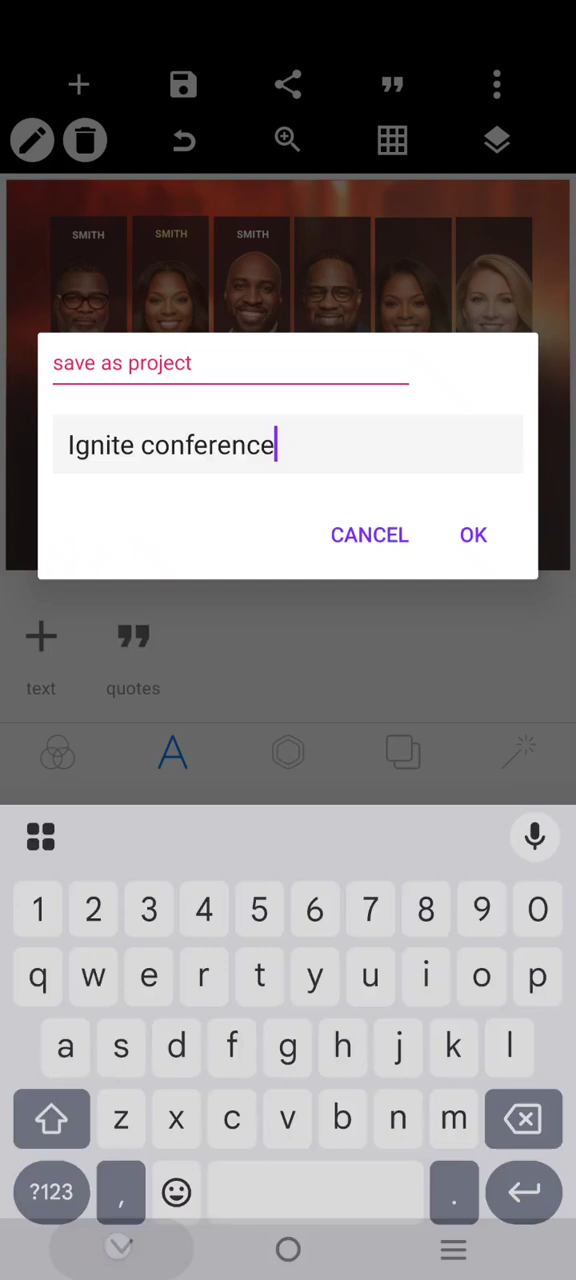 SMITH SMITH SMITH
save as project
Ignite conference
CANCEL OK
text quotes
1 2 3 4 5 6 7 8 9 0
q w e r t y u i o p
a s d f g h j k l
z x c v b n m
?123 , .